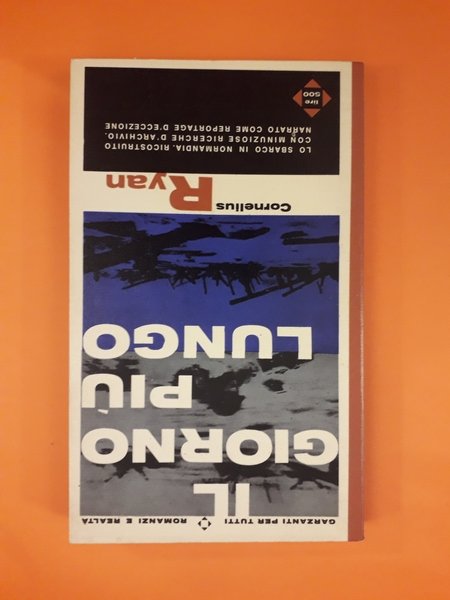 GARZANTI PER TUTTI ROMANZI E REALTÀ
IL
GIORNO
PIÙ
LUNGO
Cornelius
Ryan
LO SBARCO IN NORMANDIA, RICOSTRUITO
CON MINUZIOSE RICERCHE D'ARCHIVIO,
NARRATO COME REPORTAGE D'ECCEZIONE
lire
500